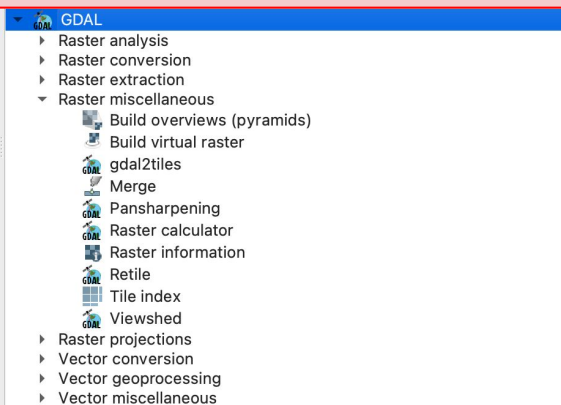 GDAL
Raster analysis
Raster conversion
Raster extraction
Raster miscellaneous
Build overviews (pyramids)
Build virtual raster
gdal2tiles
Merge
Pansharpening
Raster calculator
Raster information
Retile
Tile index
Viewshed
Raster projections
Vector conversion
Vector geoprocessing
Vector miscellaneous